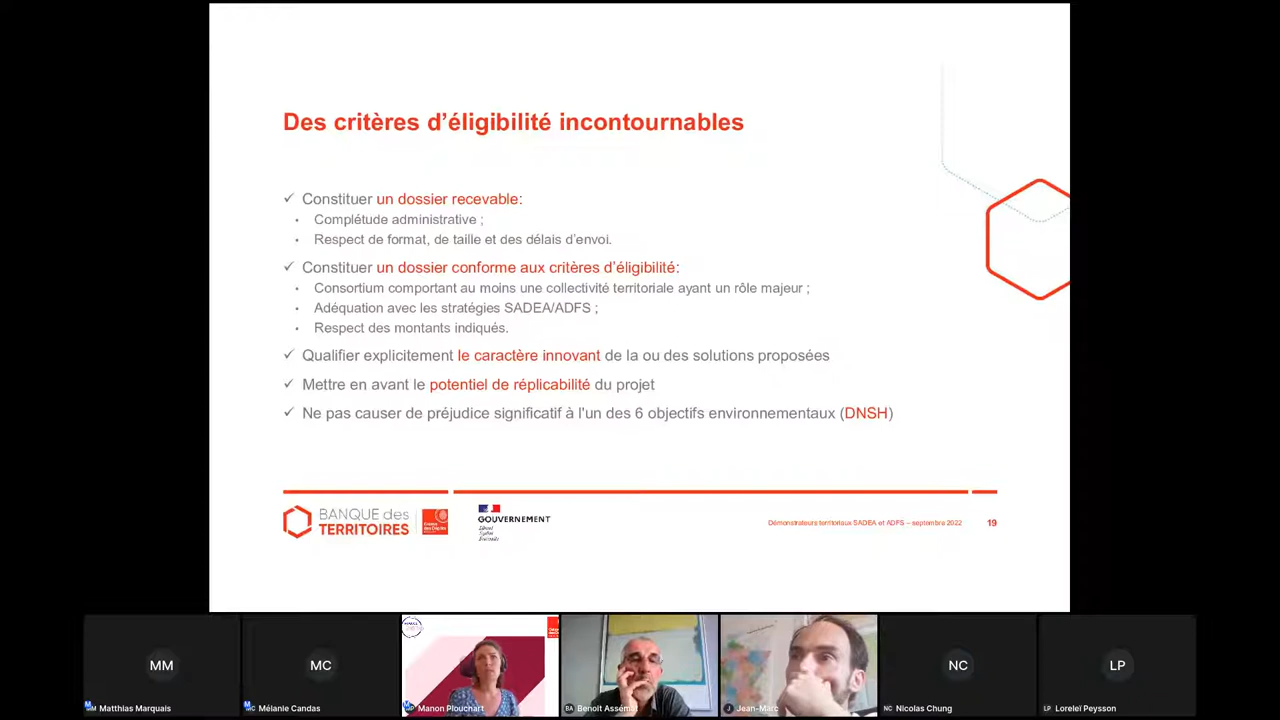 Des critères d'éligibilité incontournables
✓ Constituer un dossier recevable:
• Complétude administrative ;
• Respect de format, de taille et des délais d'envoi.
✓ Constituer un dossier conforme aux critères d'éligibilité:
• Consortium comportant au moins une collectivité territoriale ayant un rôle majeur ;
• Adéquation avec les stratégies SADEA/ADFS ;
• Respect des montants indiqués.
✓ Qualifier explicitement le caractère innovant de la ou des solutions proposées
✓ Mettre en avant le potentiel de réplicabilité du projet
✓ Ne pas causer de préjudice significatif à l'un des 6 objectifs environnementaux (DNSH)
BANQUE des
TERRITOIRES
GOUVERNEMENT
Liberté
Égalité
Fraternité
Démonstrateurs territoriaux SADEA et ADFS – septembre 2022
19
MM
MC
NC
LP
Matthias Marquais
Mélanie Candas
Manon Plouchart
BA Benoit Assémat
J Jean-Marc
NC Nicolas Chung
LP Loreleï Peysson